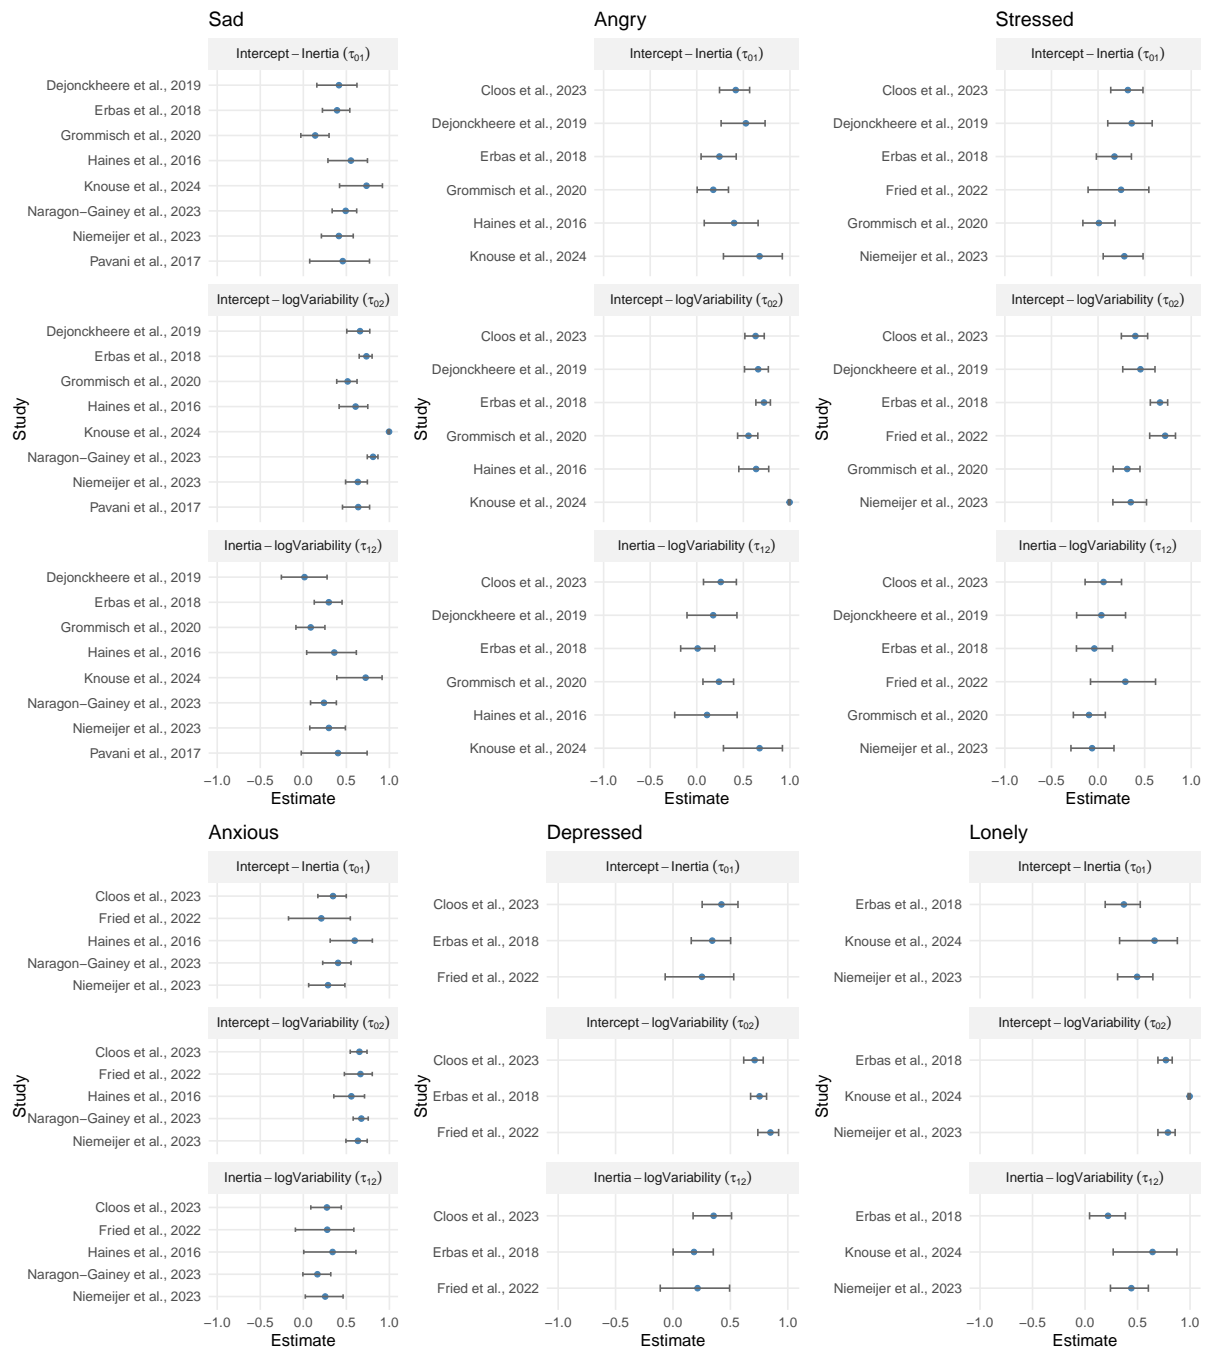 Sad
Intercept – Inertia (τ01)
Dejonckheere et al., 2019
Erbas et al., 2018
Grommisch et al., 2020
Haines et al., 2016
Knouse et al., 2024
Naragon−Gainey et al., 2023
Niemeijer et al., 2023
Pavani et al., 2017
Intercept – logVariability (τ02)
Dejonckheere et al., 2019
Erbas et al., 2018
Grommisch et al., 2020
Haines et al., 2016
Knouse et al., 2024
Naragon−Gainey et al., 2023
Niemeijer et al., 2023
Pavani et al., 2017
Study
Inertia – logVariability (τ12)
Dejonckheere et al., 2019
Erbas et al., 2018
Grommisch et al., 2020
Haines et al., 2016
Knouse et al., 2024
Naragon−Gainey et al., 2023
Niemeijer et al., 2023
Pavani et al., 2017
−1.0 −0.5 0.0 0.5 1.0
Estimate
Angry
Intercept – Inertia (τ01)
Cloos et al., 2023
Dejonckheere et al., 2019
Erbas et al., 2018
Grommisch et al., 2020
Haines et al., 2016
Knouse et al., 2024
Intercept – logVariability (τ02)
Cloos et al., 2023
Dejonckheere et al., 2019
Erbas et al., 2018
Grommisch et al., 2020
Haines et al., 2016
Knouse et al., 2024
Study
Inertia – logVariability (τ12)
Cloos et al., 2023
Dejonckheere et al., 2019
Erbas et al., 2018
Grommisch et al., 2020
Haines et al., 2016
Knouse et al., 2024
−1.0 −0.5 0.0 0.5 1.0
Estimate
Stressed
Intercept – Inertia (τ01)
Cloos et al., 2023
Dejonckheere et al., 2019
Erbas et al., 2018
Fried et al., 2022
Grommisch et al., 2020
Niemeijer et al., 2023
Intercept – logVariability (τ02)
Cloos et al., 2023
Dejonckheere et al., 2019
Erbas et al., 2018
Fried et al., 2022
Grommisch et al., 2020
Niemeijer et al., 2023
Study
Inertia – logVariability (τ12)
Cloos et al., 2023
Dejonckheere et al., 2019
Erbas et al., 2018
Fried et al., 2022
Grommisch et al., 2020
Niemeijer et al., 2023
−1.0 −0.5 0.0 0.5 1.0
Estimate
Anxious
Intercept – Inertia (τ01)
Cloos et al., 2023
Fried et al., 2022
Haines et al., 2016
Naragon−Gainey et al., 2023
Niemeijer et al., 2023
Intercept – logVariability (τ02)
Cloos et al., 2023
Fried et al., 2022
Haines et al., 2016
Naragon−Gainey et al., 2023
Niemeijer et al., 2023
Study
Inertia – logVariability (τ12)
Cloos et al., 2023
Fried et al., 2022
Haines et al., 2016
Naragon−Gainey et al., 2023
Niemeijer et al., 2023
−1.0 −0.5 0.0 0.5 1.0
Estimate
Depressed
Intercept – Inertia (τ01)
Cloos et al., 2023
Erbas et al., 2018
Fried et al., 2022
Intercept – logVariability (τ02)
Cloos et al., 2023
Erbas et al., 2018
Fried et al., 2022
Study
Inertia – logVariability (τ12)
Cloos et al., 2023
Erbas et al., 2018
Fried et al., 2022
−1.0 −0.5 0.0 0.5 1.0
Estimate
Lonely
Intercept – Inertia (τ01)
Erbas et al., 2018
Knouse et al., 2024
Niemeijer et al., 2023
Intercept – logVariability (τ02)
Erbas et al., 2018
Knouse et al., 2024
Niemeijer et al., 2023
Study
Inertia – logVariability (τ12)
Erbas et al., 2018
Knouse et al., 2024
Niemeijer et al., 2023
−1.0 −0.5 0.0 0.5 1.0
Estimate